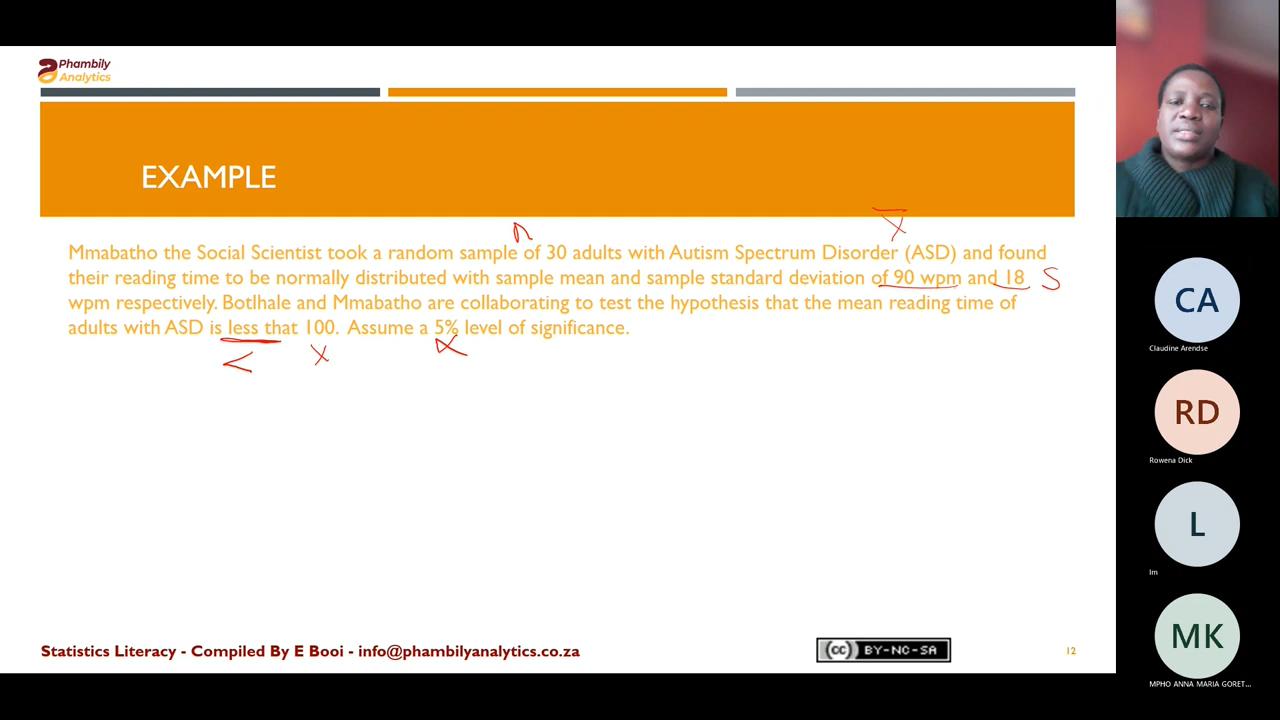 Phambily
Analytics
EXAMPLE
n
x̄
Mmabatho the Social Scientist took a random sample of 30 adults with Autism Spectrum Disorder (ASD) and found
their reading time to be normally distributed with sample mean and sample standard deviation of 90 wpm and 18 S
wpm respectively. Botlhale and Mmabatho are collaborating to test the hypothesis that the mean reading time of
adults with ASD is less that 100. Assume a 5% level of significance.
< x α
Statistics Literacy - Compiled By E Booi - info@phambilyanalytics.co.za
cc BY-NC-SA
12
CA
Claudine Arendse
RD
Rowena Dick
L
lm
MK
MPHO ANNA MARIA GORET...